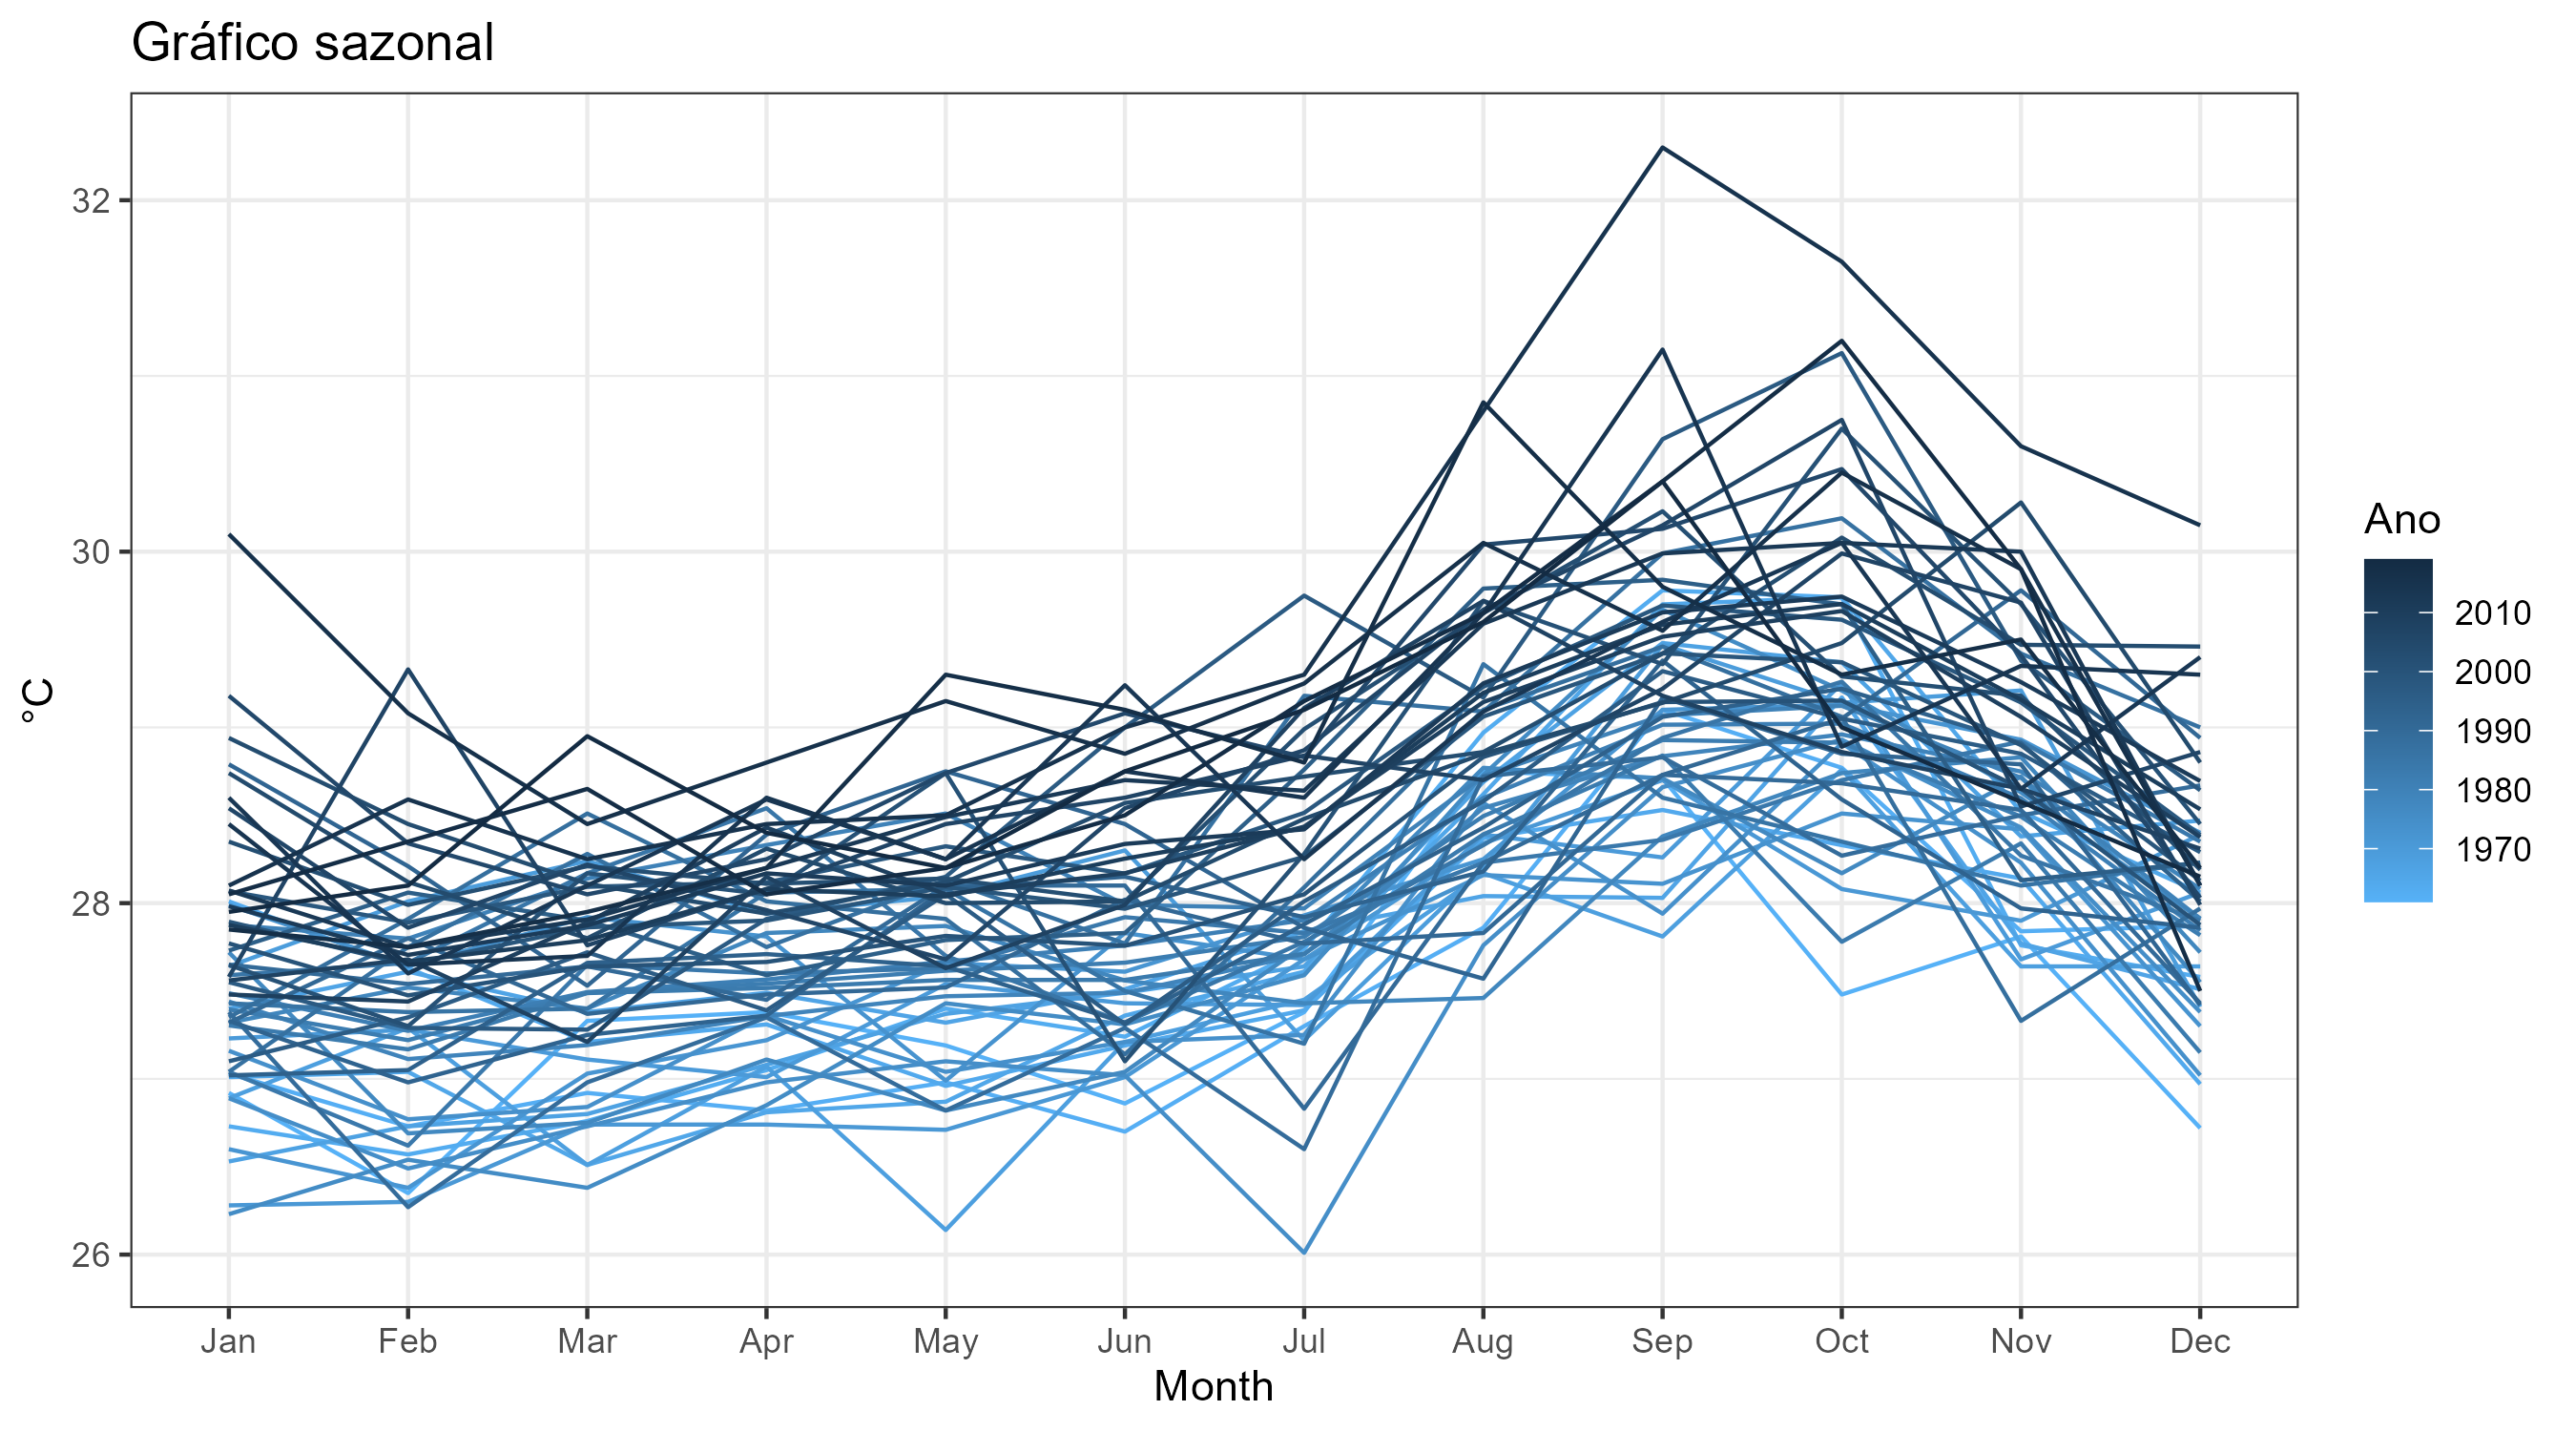 Gráfico sazonal
32
30
28
26
°C
Jan Feb Mar Apr May Jun Jul Aug Sep Oct Nov Dec
Month
Ano
2010
2000
1990
1980
1970